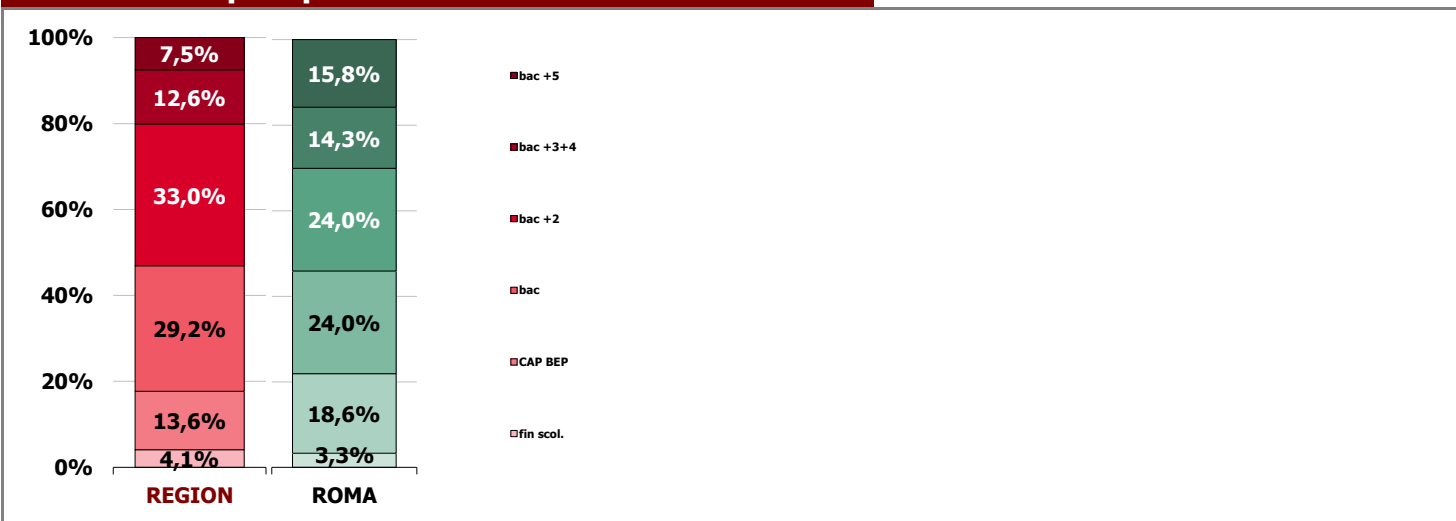 100%
80%
60%
40%
20%
0%
7,5%
12,6%
33,0%
29,2%
13,6%
4,1%
15,8%
14,3%
24,0%
24,0%
18,6%
3,3%
REGION
ROMA
bac +5
bac +3+4
bac +2
bac
CAP BEP
fin scol.